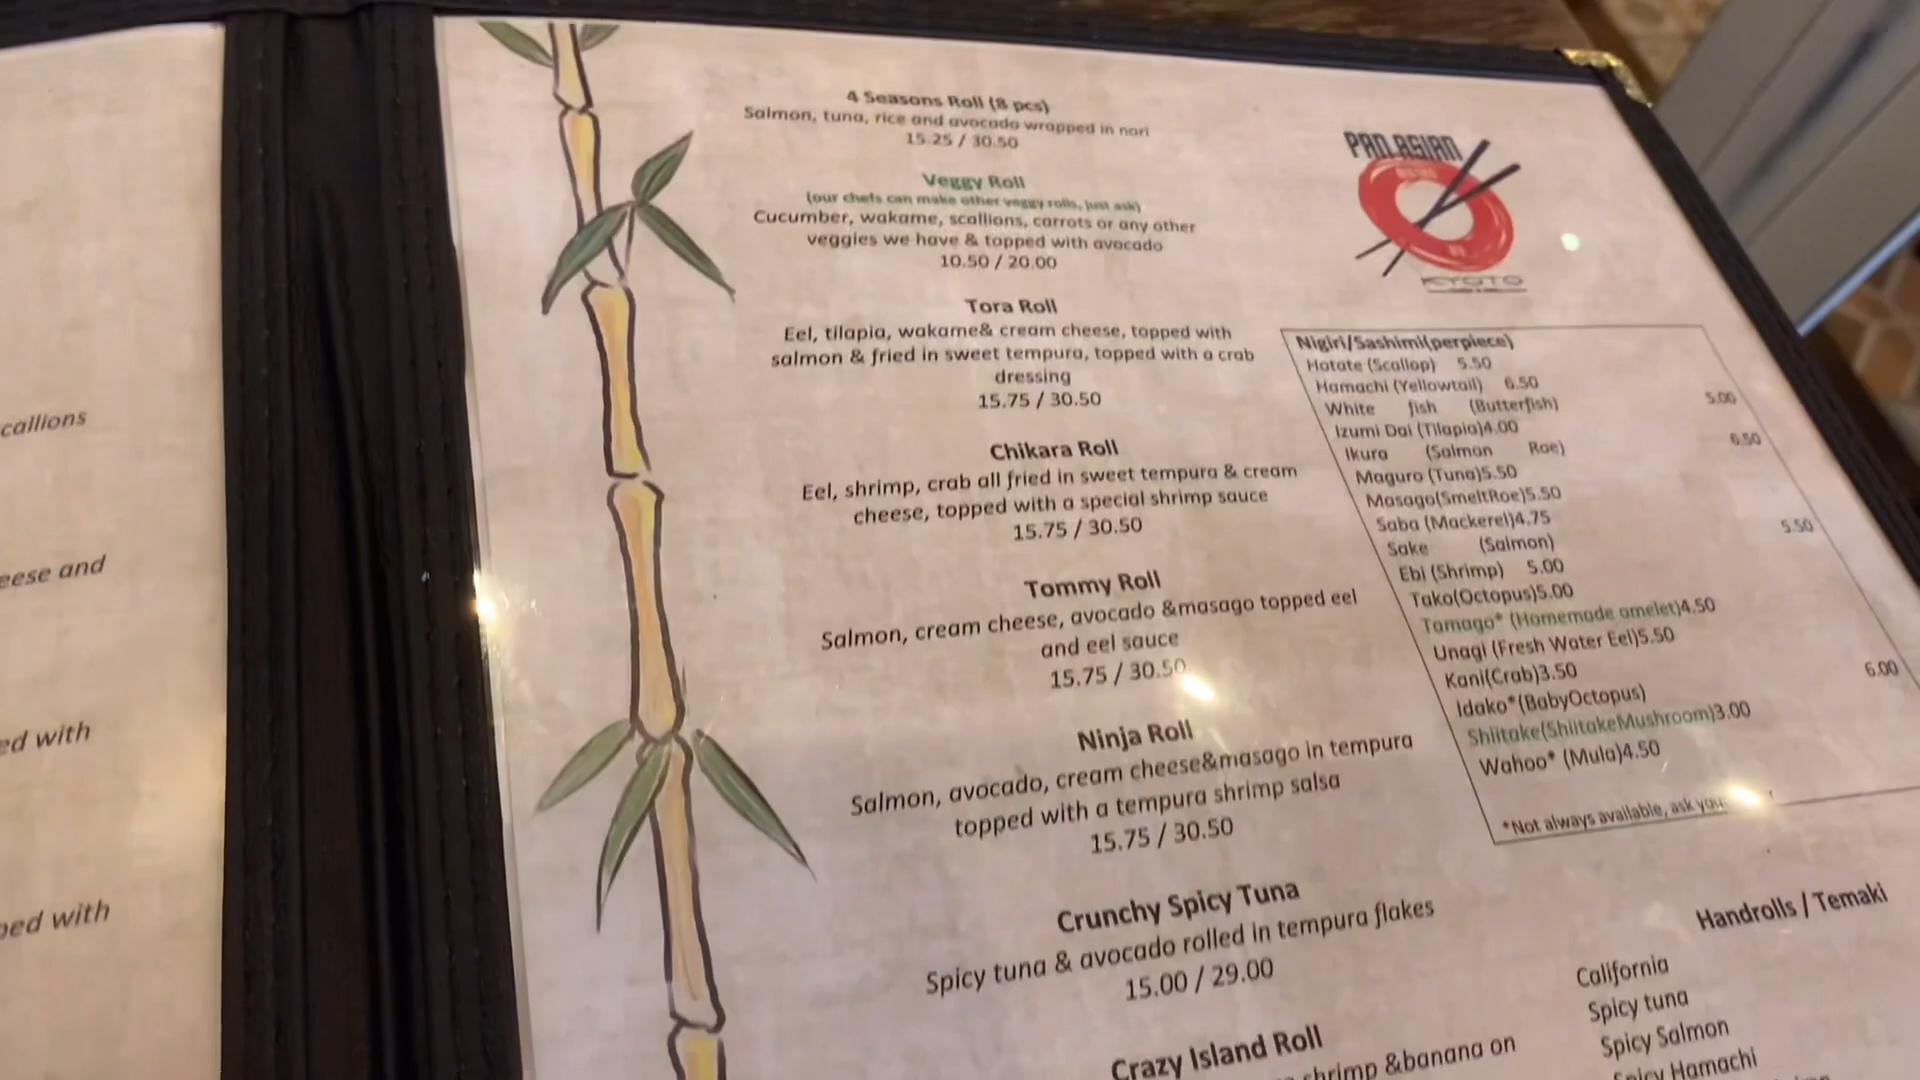 callions
eese and
ed with
ped with
4 Seasons Roll (8 pcs)
Salmon, tuna, rice and avocado wrapped in nori
15.25 / 30.50
Veggy Roll
(our chefs can make other veggy rolls, just ask)
Cucumber, wakame, scallions, carrots or any other
veggies we have & topped with avocado
10.50 / 20.00
Tora Roll
Eel, tilapia, wakame& cream cheese, topped with
salmon & fried in sweet tempura, topped with a crab
dressing
15.75 / 30.50
Chikara Roll
Eel, shrimp, crab all fried in sweet tempura & cream
cheese, topped with a special shrimp sauce
15.75 / 30.50
Tommy Roll
Salmon, cream cheese, avocado &masago topped eel
and eel sauce
15.75 / 30.50
Ninja Roll
Salmon, avocado, cream cheese&masago in tempura
topped with a tempura shrimp salsa
15.75 / 30.50
Crunchy Spicy Tuna
Spicy tuna & avocado rolled in tempura flakes
15.00 / 29.00
Crazy Island Roll
shrimp &banana on
PAN ASIAN
KYOTO
Nigiri/Sashimi(perpiece)
Hotate (Scallop) 5.50
Hamachi (Yellowtail) 6.50
White fish (Butterfish) 5.00
Izumi Dai (Tilapia)4.00
Ikura (Salmon Roe) 6.50
Maguro (Tuna)5.50
Masago(SmeltRoe)5.50
Saba (Mackerel)4.75
Sake (Salmon) 5.50
Ebi (Shrimp) 5.00
Tako(Octopus)5.00
Tamago* (Homemade omelet)4.50
Unagi (Fresh Water Eel)5.50
Kani(Crab)3.50
Idako*(BabyOctopus) 6.00
Shiitake(ShiitakeMushroom)3.00
Wahoo* (Mula)4.50
*Not always available, ask you
Handrolls / Temaki
California
Spicy tuna
Spicy Salmon
Spicy Hamachi